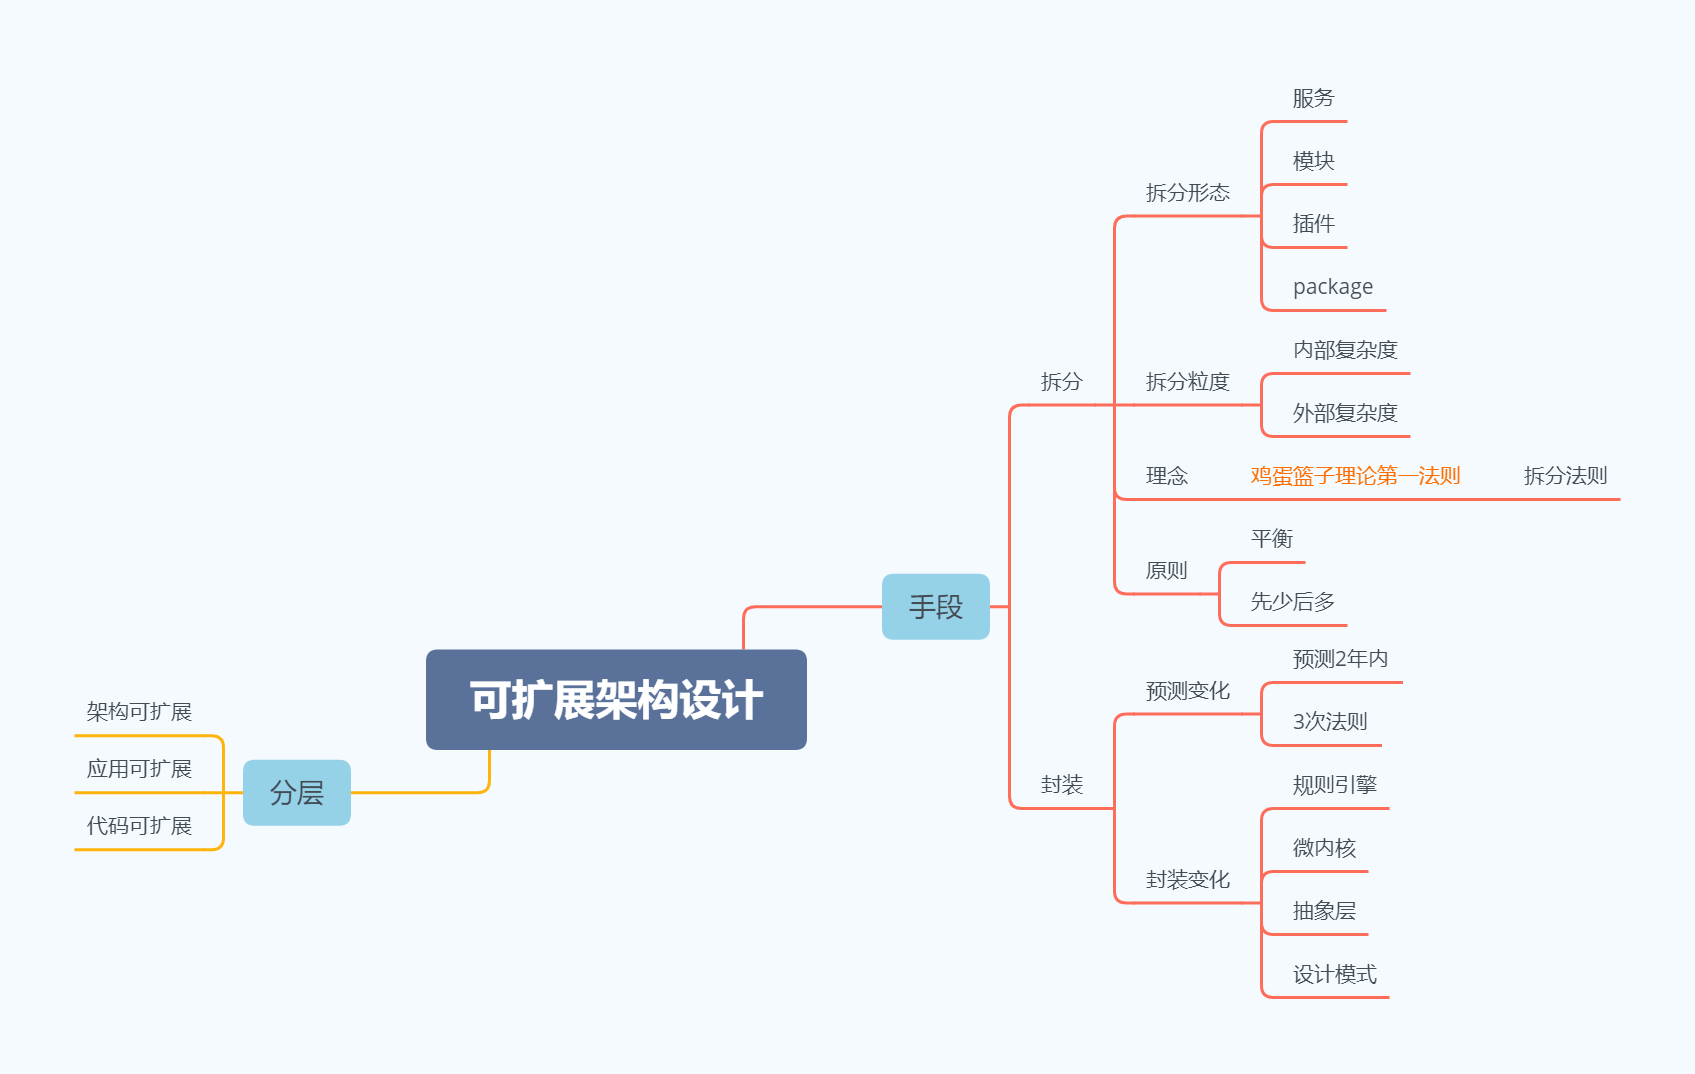 可扩展架构设计
手段
拆分
拆分形态
服务
模块
插件
package
拆分粒度
内部复杂度
外部复杂度
理念
鸡蛋篮子理论第一法则
拆分法则
原则
平衡
先少后多
封装
预测变化
预测2年内
3次法则
封装变化
规则引擎
微内核
抽象层
设计模式
分层
架构可扩展
应用可扩展
代码可扩展